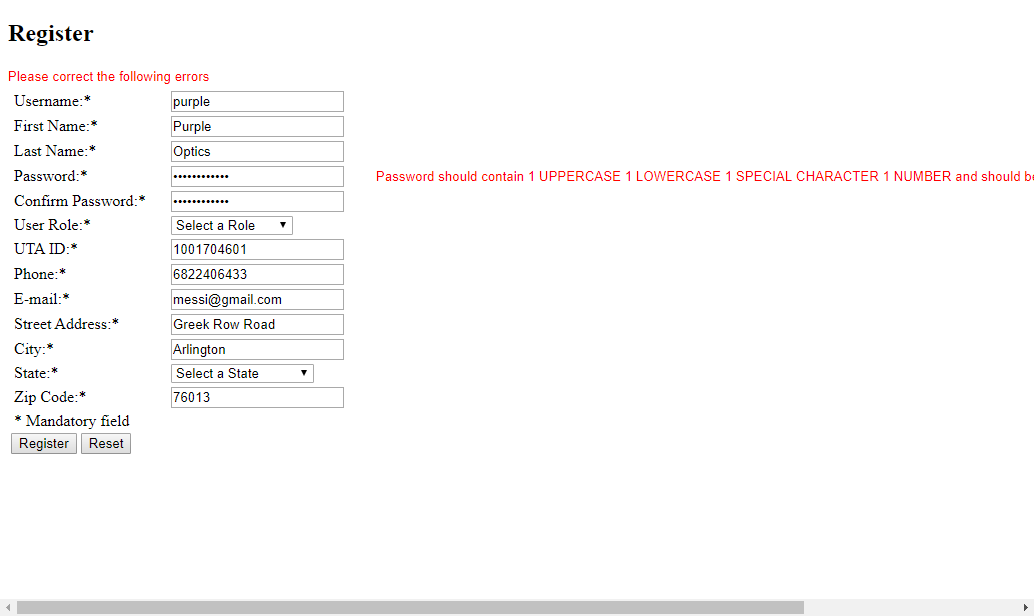 Register
Please correct the following errors
Username:* purple
First Name:* Purple
Last Name:* Optics
Password:* •••••••••••• Password should contain 1 UPPERCASE 1 LOWERCASE 1 SPECIAL CHARACTER 1 NUMBER and should be
Confirm Password:* ••••••••••••
User Role:* Select a Role
UTA ID:* 1001704601
Phone:* 6822406433
E-mail:* messi@gmail.com
Street Address:* Greek Row Road
City:* Arlington
State:* Select a State
Zip Code:* 76013
* Mandatory field
Register Reset